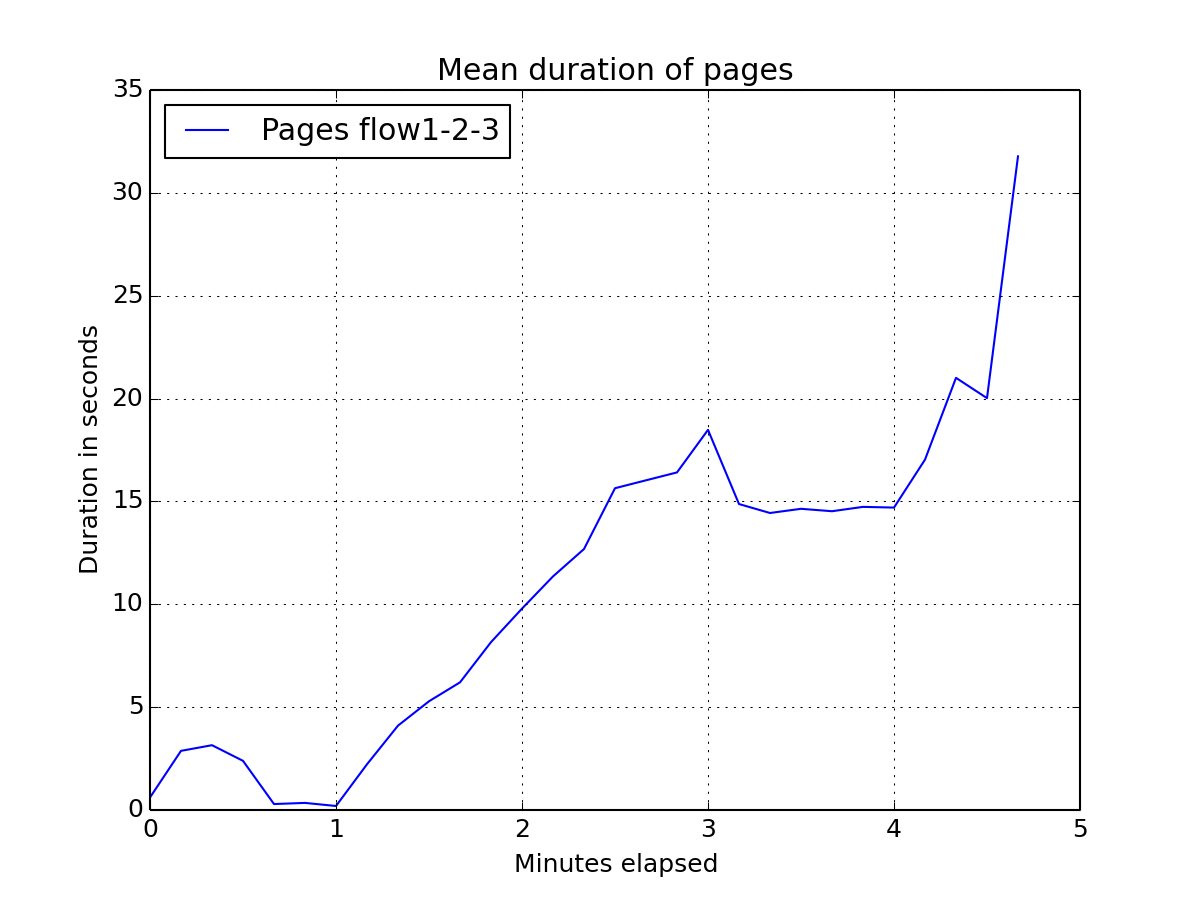 Mean duration of pages
Pages flow1-2-3
35
30
25
20
15
10
5
0
Duration in seconds
0 1 2 3 4 5
Minutes elapsed